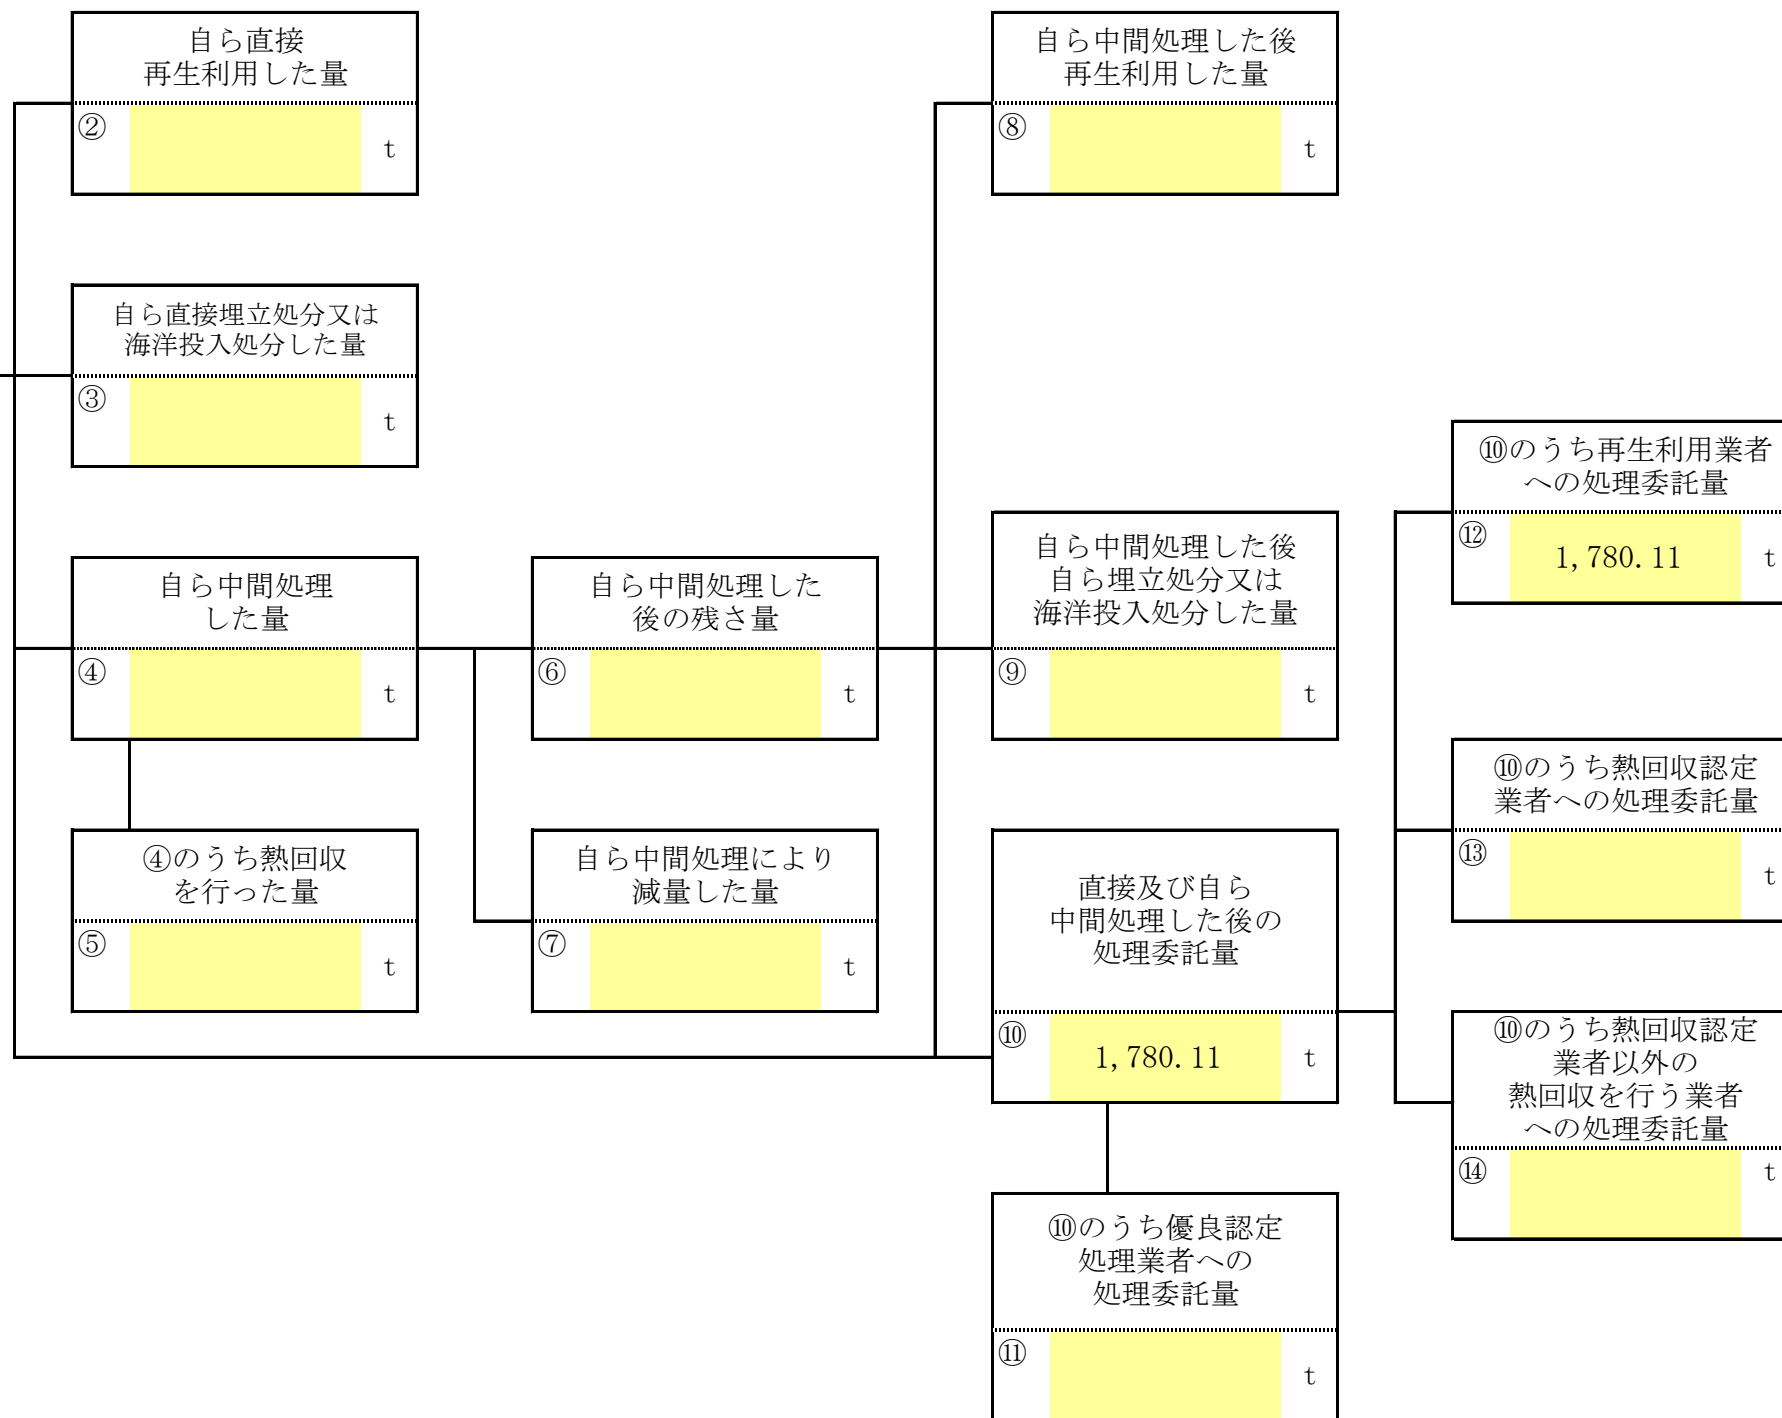 自ら直接
再生利用した量
②
t
自ら中間処理した後
再生利用した量
⑧
t
自ら直接埋立処分又は
海洋投入処分した量
③
t
⑩のうち再生利用業者
への処理委託量
⑫ 1,780.11 t
自ら中間処理
した量
④
t
自ら中間処理した
後の残さ量
⑥
t
自ら中間処理した後
自ら埋立処分又は
海洋投入処分した量
⑨
t
⑩のうち熱回収認定
業者への処理委託量
⑬
t
④のうち熱回収
を行った量
⑤
t
自ら中間処理により
減量した量
⑦
t
直接及び自ら
中間処理した後の
処理委託量
⑩ 1,780.11 t
⑩のうち熱回収認定
業者以外の
熱回収を行う業者
への処理委託量
⑭
t
⑩のうち優良認定
処理業者への
処理委託量
⑪
t